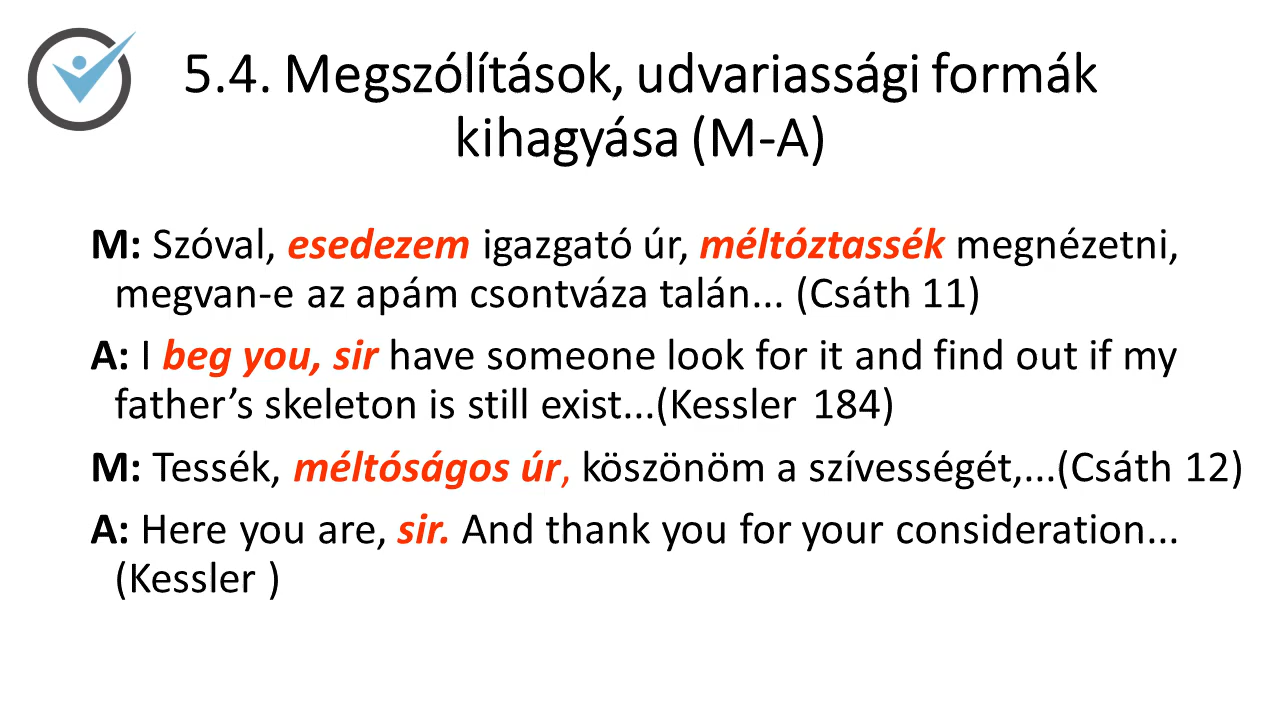 5.4. Megszólítások, udvariassági formák
kihagyása (M-A)
M: Szóval, esedezem igazgató úr, méltóztassék megnézetni,
megvan-e az apám csontváza talán... (Csáth 11)
A: I beg you, sir have someone look for it and find out if my
father’s skeleton is still exist...(Kessler 184)
M: Tessék, méltóságos úr, köszönöm a szívességét,...(Csáth 12)
A: Here you are, sir. And thank you for your consideration...
(Kessler )